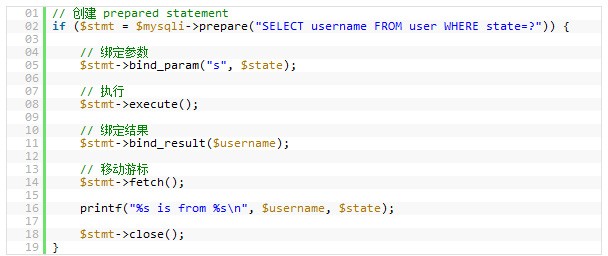 01 // 创建 prepared statement
02 if ($stmt = $mysqli->prepare("SELECT username FROM user WHERE state=?")) {
03
04 // 绑定参数
05 $stmt->bind_param("s", $state);
06
07 // 执行
08 $stmt->execute();
09
10 // 绑定结果
11 $stmt->bind_result($username);
12
13 // 移动游标
14 $stmt->fetch();
15
16 printf("%s is from %s\n", $username, $state);
17
18 $stmt->close();
19 }